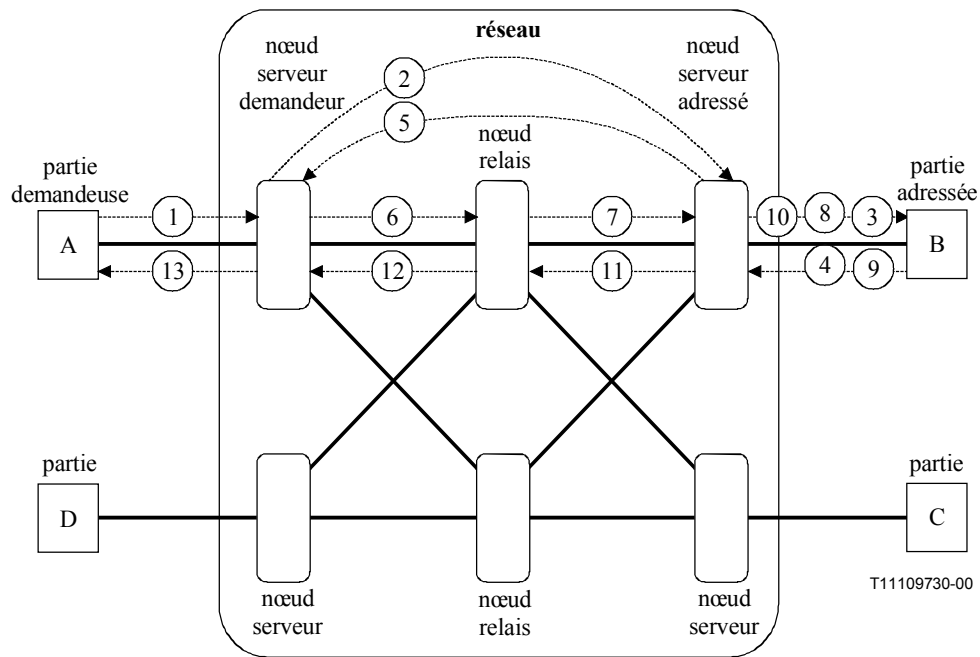 réseau
nœud
serveur
demandeur
2
nœud
serveur
adressé
5
nœud
relais
partie
demandeuse
partie
adressée
1
6
7
10
8
3
A
B
13
12
11
4
9
partie
partie
D
C
T11109730-00
nœud
serveur
nœud
relais
nœud
serveur